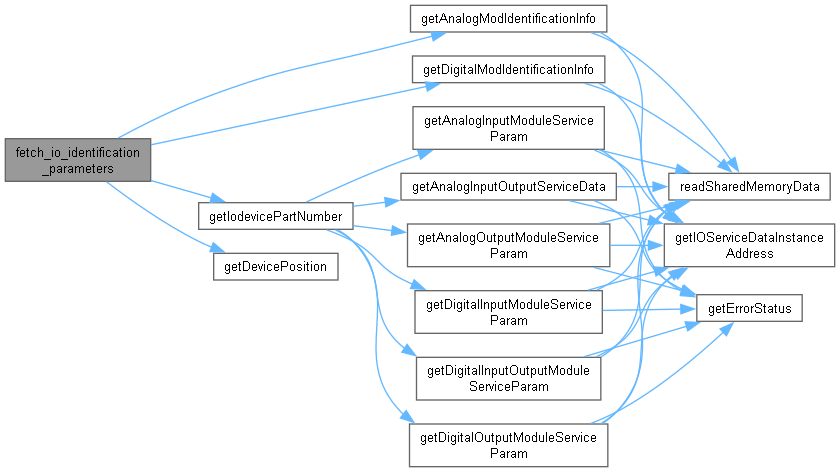 getAnalogModIdentificationInfo
getDigitalModIdentificationInfo
getAnalogInputModuleService
Param
fetch_io_identification
_parameters
getAnalogInputOutputServiceData
readSharedMemoryData
getIodevicePartNumber
getAnalogOutputModuleService
Param
getIOServiceDataInstance
Address
getDevicePosition
getDigitalInputModuleService
Param
getErrorStatus
getDigitalInputOutputModule
ServiceParam
getDigitalOutputModuleService
Param